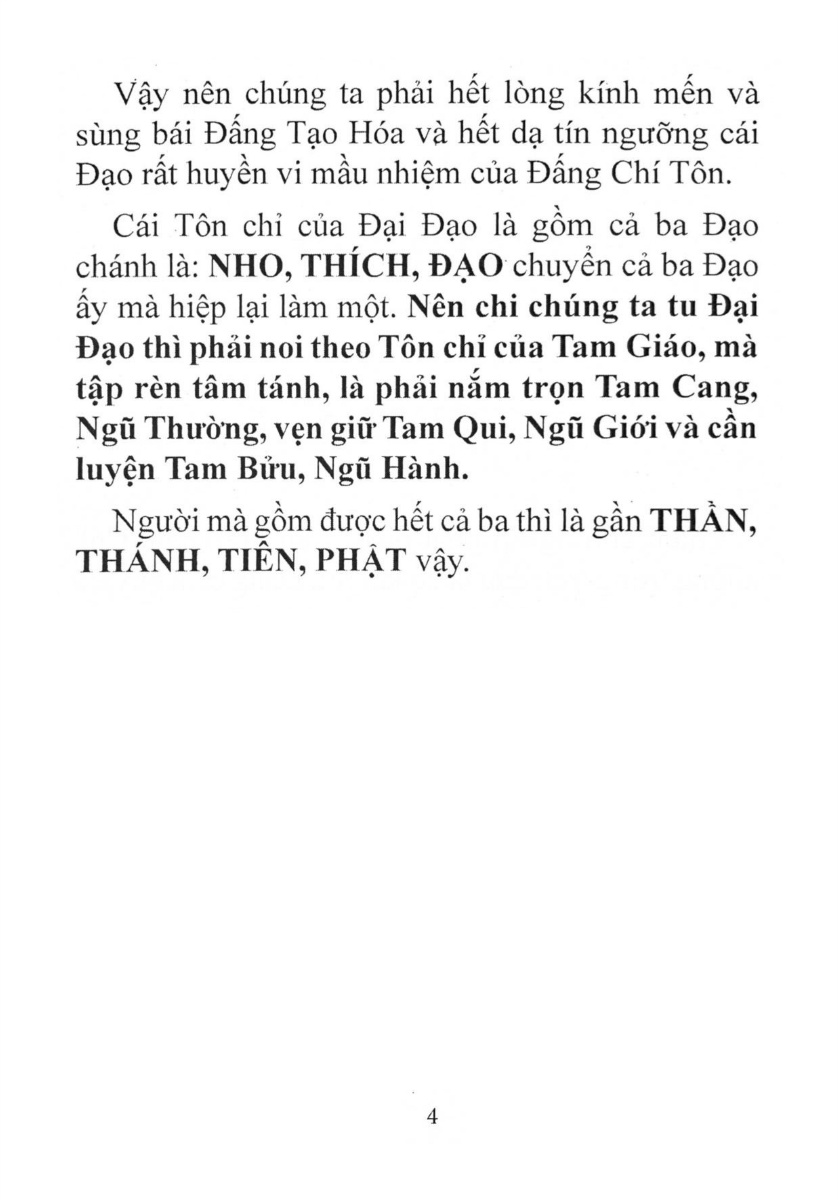 Vậy nên chúng ta phải hết lòng kính mến và
sùng bái Đấng Tạo Hóa và hết dạ tín ngưỡng cái
Đạo rất huyền vi mầu nhiệm của Đấng Chí Tôn.
Cái Tôn chỉ của Đại Đạo là gồm cả ba Đạo
chánh là: NHO, THÍCH, ĐẠO chuyển cả ba Đạo
ấy mà hiệp lại làm một. Nên chi chúng ta tu Đại
Đạo thì phải noi theo Tôn chỉ của Tam Giáo, mà
tập rèn tâm tánh, là phải nắm trọn Tam Cang,
Ngũ Thường, vẹn giữ Tam Qui, Ngũ Giới và cần
luyện Tam Bửu, Ngũ Hành.
Người mà gồm được hết cả ba thì là gần THẦN,
THÁNH, TIÊN, PHẬT vậy.
4